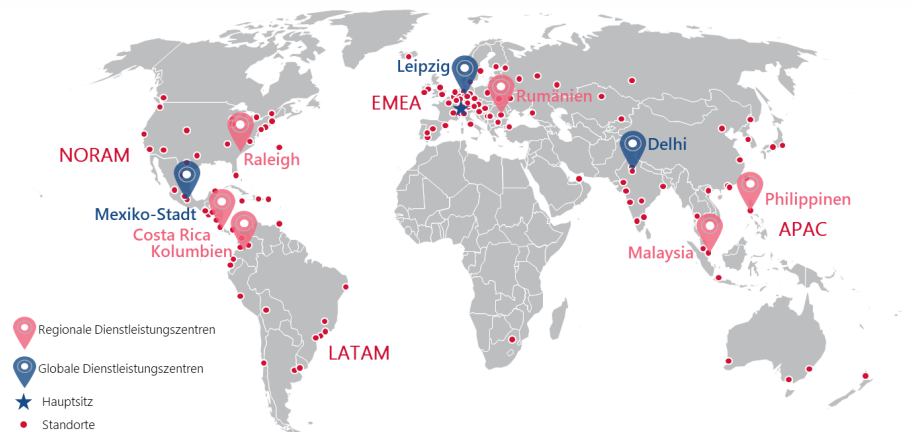 Leipzig
EMEA
Rumänien
NORAM
Raleigh
Delhi
Mexiko-Stadt
Philippinen
Costa Rica
APAC
Kolumbien
Malaysia
Regionale Dienstleistungszentren
LATAM
Globale Dienstleistungszentren
Hauptsitz
Standorte